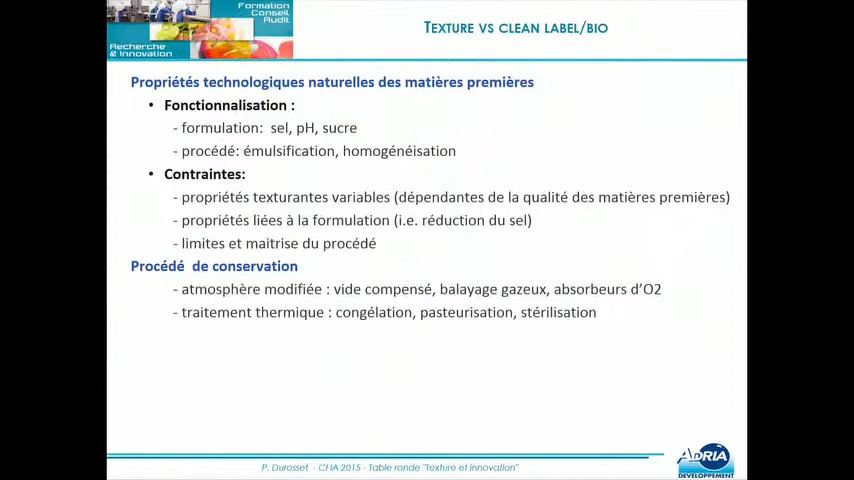 Formation
Conseil
Audit
Recherche
& Innovation
TEXTURE VS CLEAN LABEL/BIO
Propriétés technologiques naturelles des matières premières
• Fonctionnalisation :
- formulation: sel, pH, sucre
- procédé: émulsification, homogénéisation
• Contraintes:
- propriétés texturantes variables (dépendantes de la qualité des matières premières)
- propriétés liées à la formulation (i.e. réduction du sel)
- limites et maitrise du procédé
Procédé de conservation
- atmosphère modifiée : vide compensé, balayage gazeux, absorbeurs d'O2
- traitement thermique : congélation, pasteurisation, stérilisation
P. Durosset - CHA 2015 - Table ronde "Texture et innovation"
ADRIA
DEVELOPPEMENT